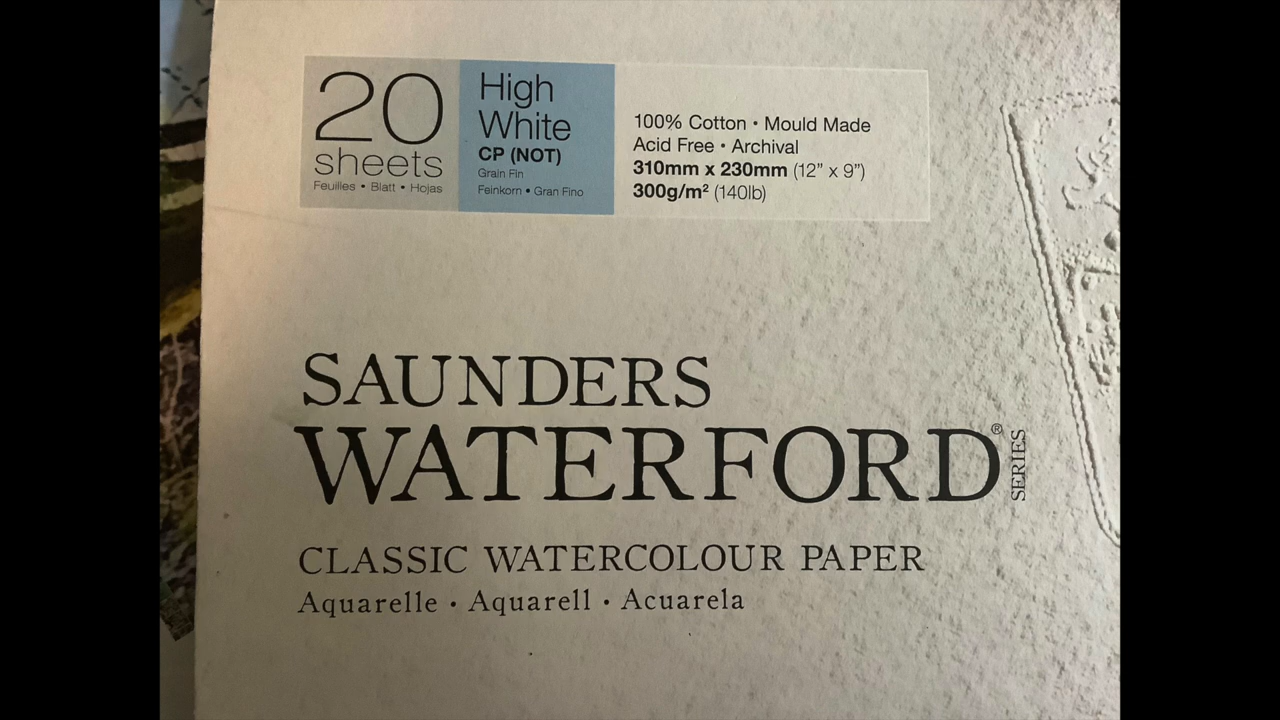 20
sheets
Feuilles • Blatt • Hojas
High
White
CP (NOT)
Grain Fin
Feinkorn • Gran Fino
100% Cotton • Mould Made
Acid Free • Archival
310mm x 230mm (12” x 9”)
300g/m² (140lb)
SAUNDERS
WATERFORD®
SERIES
CLASSIC WATERCOLOUR PAPER
Aquarelle • Aquarell • Acuarela